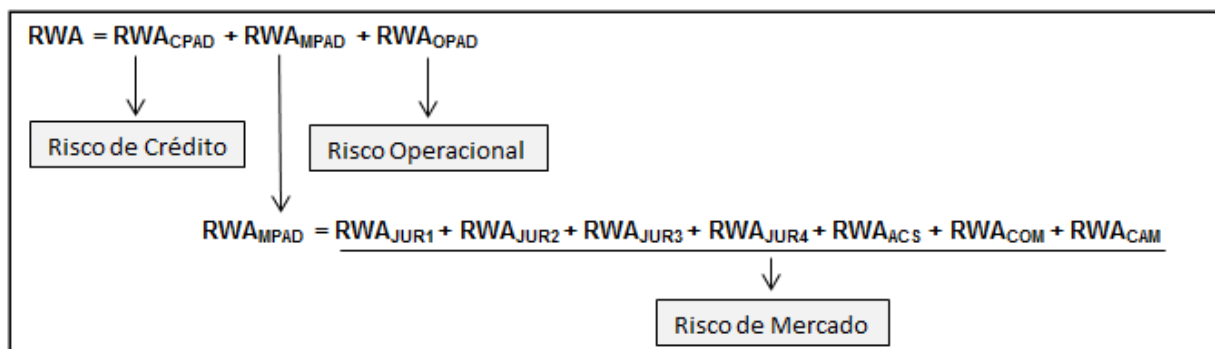 RWA = RWACPAD + RWAMPAD + RWAOPAD
Risco de Crédito
Risco Operacional
RWAMPAD = RWAJUR1 + RWAJUR2 + RWAJUR3 + RWAJUR4 + RWAACS + RWACOM + RWACAM
Risco de Mercado